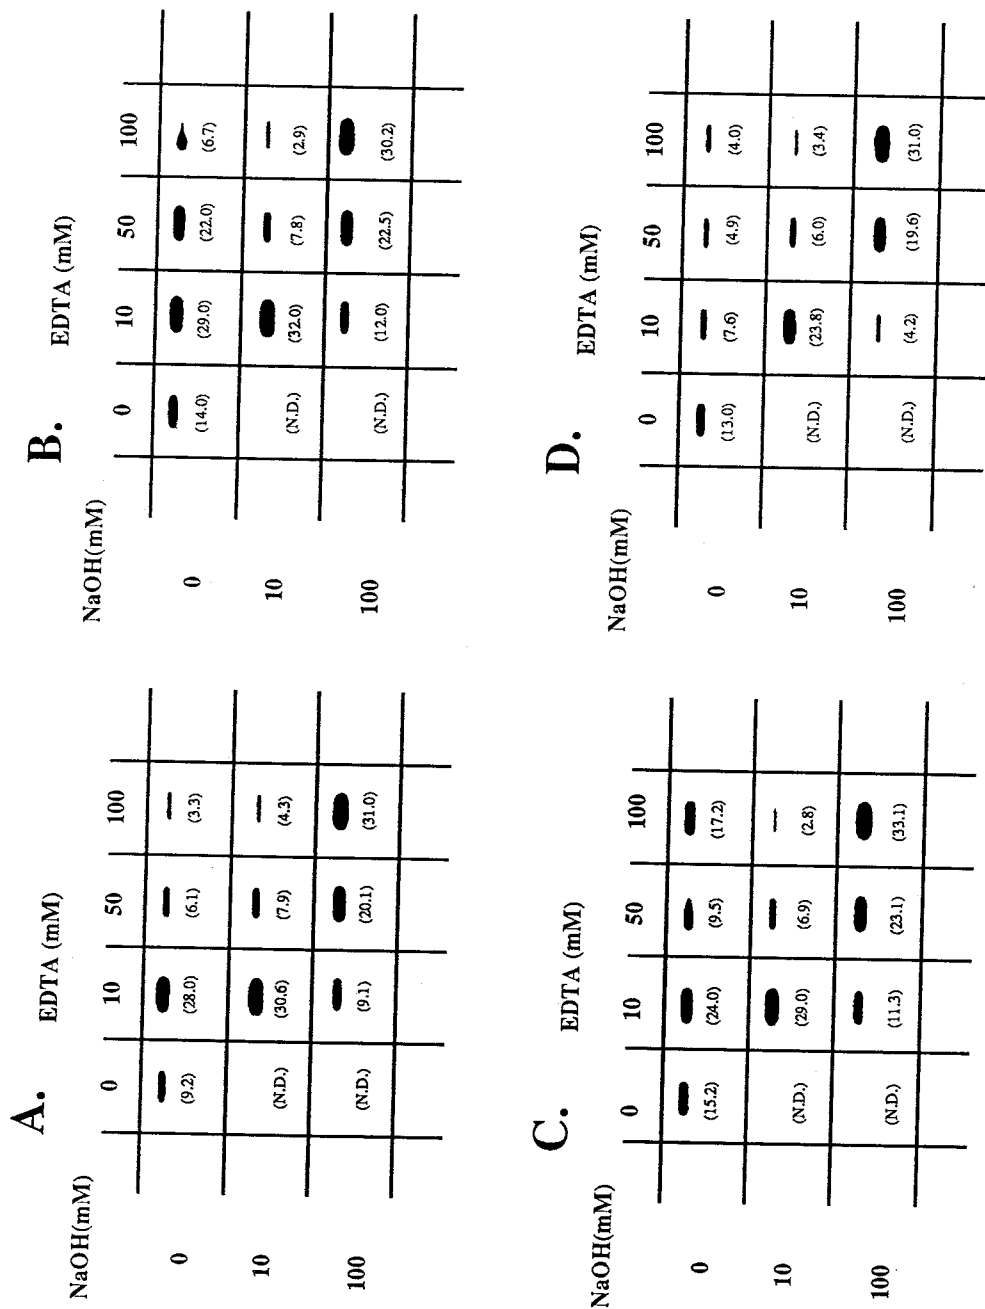 A.
EDTA (mM)
NaOH(mM)
0 10 50 100
0 (9.2) (28.0) (6.1) (3.3)
10 (N.D.) (30.6) (7.9) (4.3)
100 (N.D.) (9.1) (20.1) (31.0)
B.
EDTA (mM)
NaOH(mM)
0 10 50 100
0 (14.0) (29.0) (22.0) (6.7)
10 (N.D.) (32.0) (7.8) (2.9)
100 (N.D.) (12.0) (22.5) (30.2)
C.
EDTA (mM)
NaOH(mM)
0 10 50 100
0 (15.2) (24.0) (9.5) (17.2)
10 (N.D.) (29.0) (6.9) (2.8)
100 (N.D.) (11.3) (23.1) (33.1)
D.
EDTA (mM)
NaOH(mM)
0 10 50 100
0 (13.0) (7.6) (4.9) (4.0)
10 (N.D.) (23.8) (6.0) (3.4)
100 (N.D.) (4.2) (19.6) (31.0)